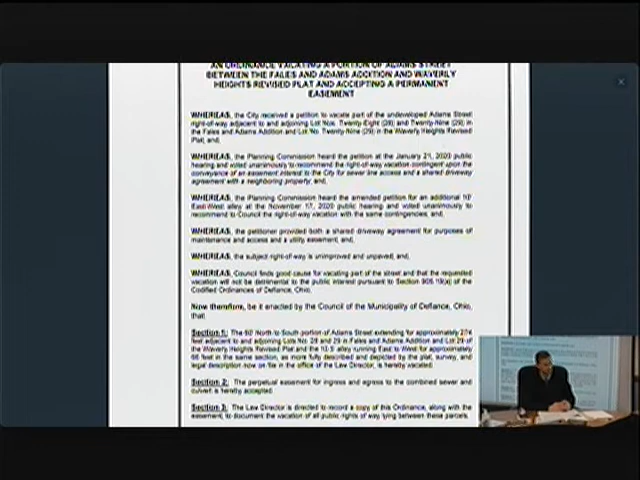 AN ORDINANCE VACATING A PORTION OF ADAMS STREET
BETWEEN THE FALES AND ADAMS ADDITION AND WAVERLY
HEIGHTS REVISED PLAT AND ACCEPTING A PERMANENT
EASEMENT
WHEREAS, the City received a petition to vacate part of the undeveloped Adams Street
right-of-way adjacent to and adjoining Lot Nos. Twenty-Eight (28) and Twenty-Nine (29) in
the Fales and Adams Addition and Lot No. Twenty-Nine (29) in the Waverly Heights Revised
Plat, and;
WHEREAS, the Planning Commission heard the petition at the January 21, 2020 public
hearing and voted unanimously to recommend the right-of-way vacation contingent upon the
conveyance of an easement interest to the City for sewer line access and a shared driveway
agreement with a neighboring property, and,
WHEREAS, the Planning Commission heard the amended petition for an additional 10'
East-West alley at the November 17, 2020 public hearing and voted unanimously to
recommend to Council the right-of-way vacation with the same contingencies, and,
WHEREAS, the petitioner provided both a shared driveway agreement for purposes of
maintenance and access and a utility easement, and,
WHEREAS, the subject right-of-way is unimproved and unpaved, and;
WHEREAS, Council finds good cause for vacating part of the street and that the requested
vacation will not be detrimental to the public interest pursuant to Section of the
Codified Ordinances of Defiance, Ohio.
Now therefore, be it enacted by the Council of the Municipality of Defiance, Ohio,
that:
Section 1: The 50' North to South portion of Adams Street extending for approximately
feet adjacent to and adjoining Lots No. 28 and 29 in Fales and Adams Addition and Lot 29 of
the Waverly Heights Revised Plat and the alley running East to West for approximately
feet in the same section, as more fully described and depicted by the plat, survey, and
legal description now on file in the office of the Law Director, is hereby vacated.
Section 2: The perpetual easement for ingress and egress to the combined sewer and
culvert is hereby accepted.
Section 3: The Law Director is directed to record a copy of this Ordinance, along with the
easement, to document the vacation of all public rights of way lying between these parcels.